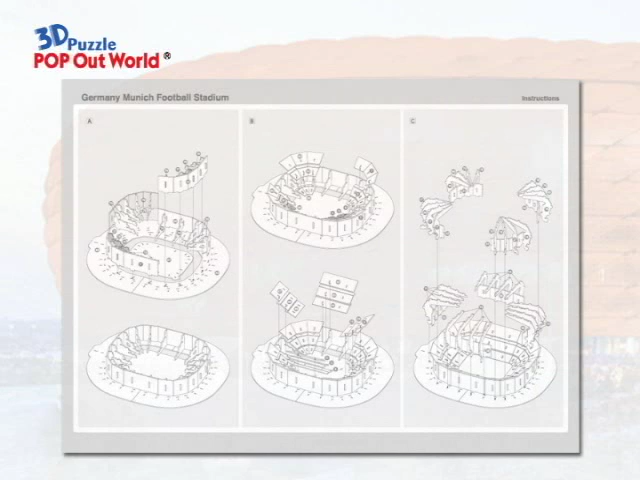 3D Puzzle
POP Out World ®
Germany Munich Football Stadium
Instructions
A
B
C